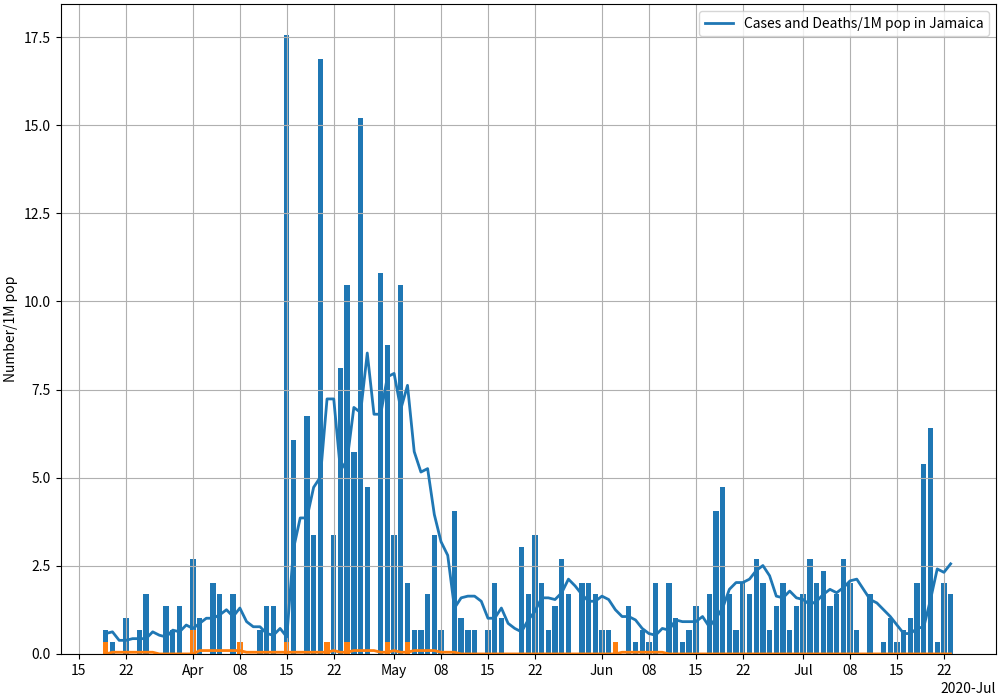 Cases and Deaths/1M pop in Jamaica
17.5
15.0
12.5
10.0
7.5
5.0
2.5
0.0
Number/1M pop
15 22 Apr 08 15 22 May 08 15 22 Jun 08 15 22 Jul 08 15 22
2020-Jul